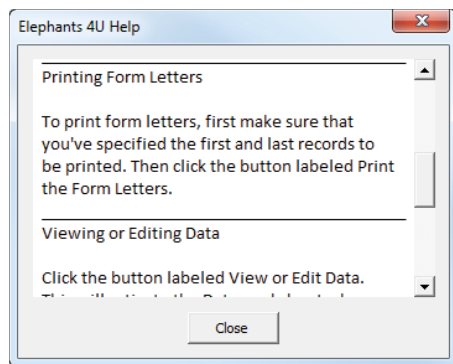 Elephants 4U Help
Printing Form Letters
To print form letters, first make sure that
you've specified the first and last records to
be printed. Then click the button labeled Print
the Form Letters.
Viewing or Editing Data
Click the button labeled View or Edit Data.
Close